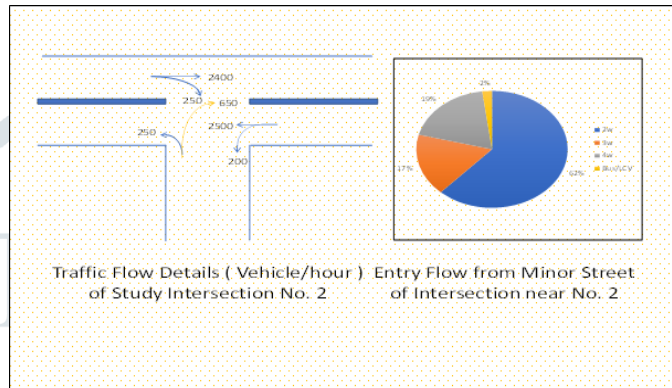 2400
250
650
2500
250
200
2%
19%
17%
62%
2w
3w
4w
Bus/LCV
Traffic Flow Details ( Vehicle/hour )
of Study Intersection No. 2
Entry Flow from Minor Street
of Intersection near No. 2